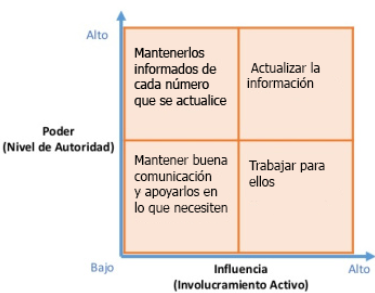 Alto
Mantenerlos
informados de
cada número
que se actualice
Actualizar la
información
Poder
(Nivel de Autoridad)
Mantener buena
comunicación
y apoyarlos en
lo que necesiten
Trabajar para
ellos
Bajo
Influencia
Alto
(Involucramiento Activo)